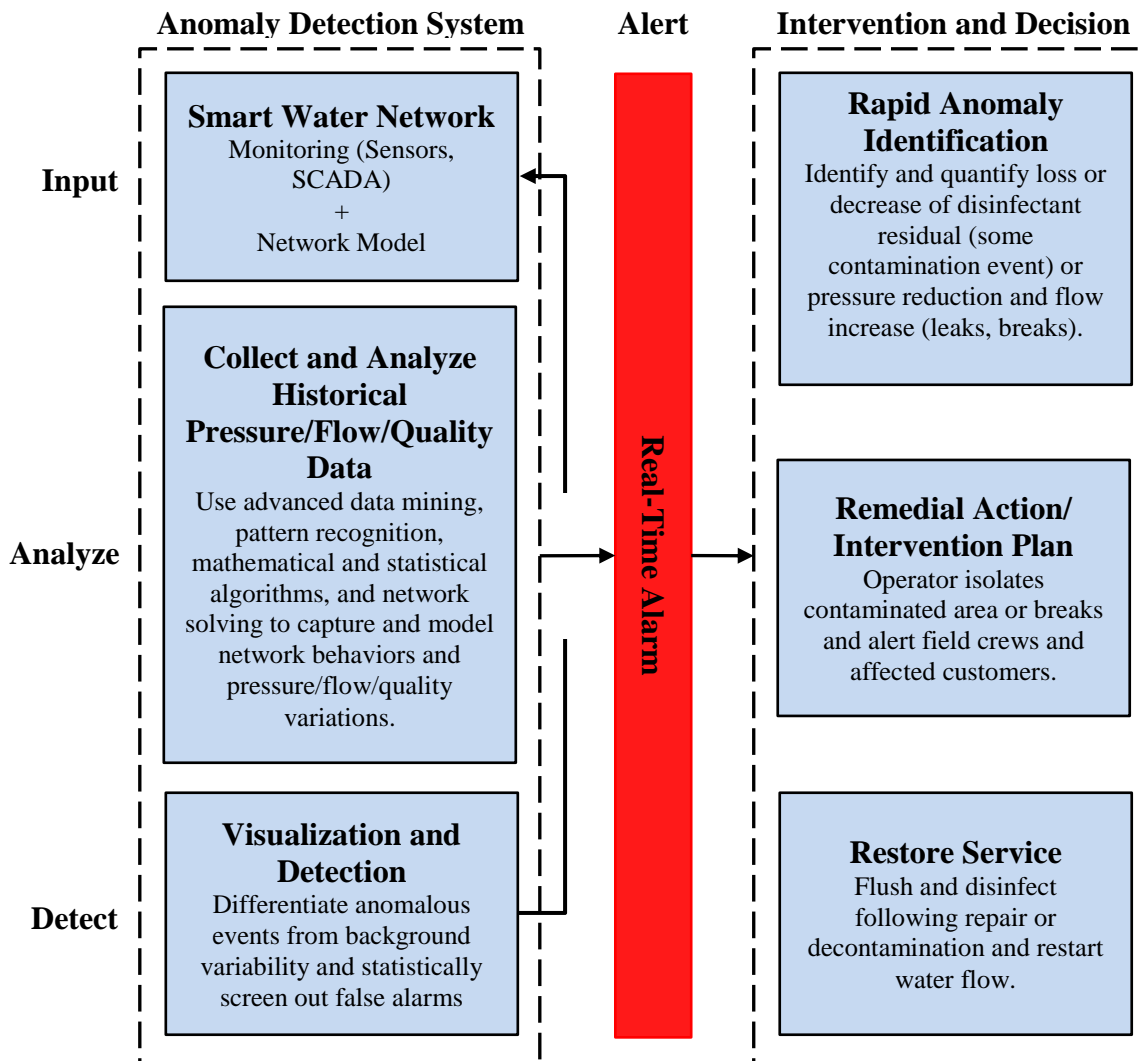 Anomaly Detection System
Alert
Intervention and Decision
Input
Smart Water Network
Monitoring (Sensors,
SCADA)
+
Network Model
Rapid Anomaly
Identification
Identify and quantify loss or
decrease of disinfectant
residual (some
contamination event) or
pressure reduction and flow
increase (leaks, breaks).
Analyze
Collect and Analyze
Historical
Pressure/Flow/Quality
Data
Use advanced data mining,
pattern recognition,
mathematical and statistical
algorithms, and network
solving to capture and model
network behaviors and
pressure/flow/quality
variations.
Real-Time Alarm
Remedial Action/
Intervention Plan
Operator isolates
contaminated area or breaks
and alert field crews and
affected customers.
Detect
Visualization and
Detection
Differentiate anomalous
events from background
variability and statistically
screen out false alarms
Restore Service
Flush and disinfect
following repair or
decontamination and restart
water flow.